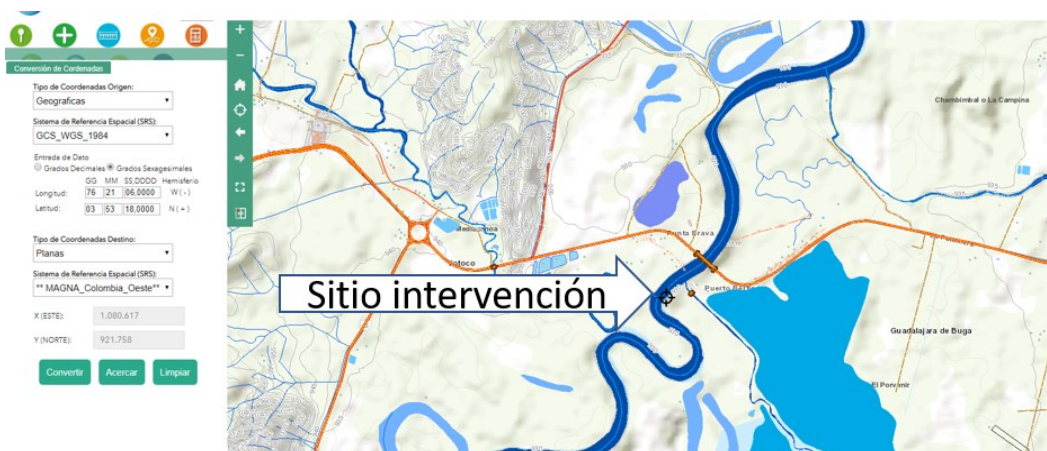 Conversión de Cordenadas
Tipo de Coordenadas Origen:
Geograficas
Sistema de Referencia Espacial (SRS):
GCS_WGS_1984
Entrada de Dato
Grados Decimales Grados Sexagesimales
GG MM SS,DDDD Hemisferio
Longitud: 76 21 06.0000 W ( - )
Latitud: 03 53 18.0000 N ( + )
Tipo de Coordenadas Destino:
Planas
Sistema de Referencia Espacial (SRS):
** MAGNA_Colombia_Oeste**
X (ESTE): 1.080.617
Y (NORTE): 921.758
Convertir Acercar Limpiar
Chambimbal o La Campina
Mediacanoa
Punta Brava
Yotoco
Sitio intervención
Guadalajara de Buga
El Porvenir